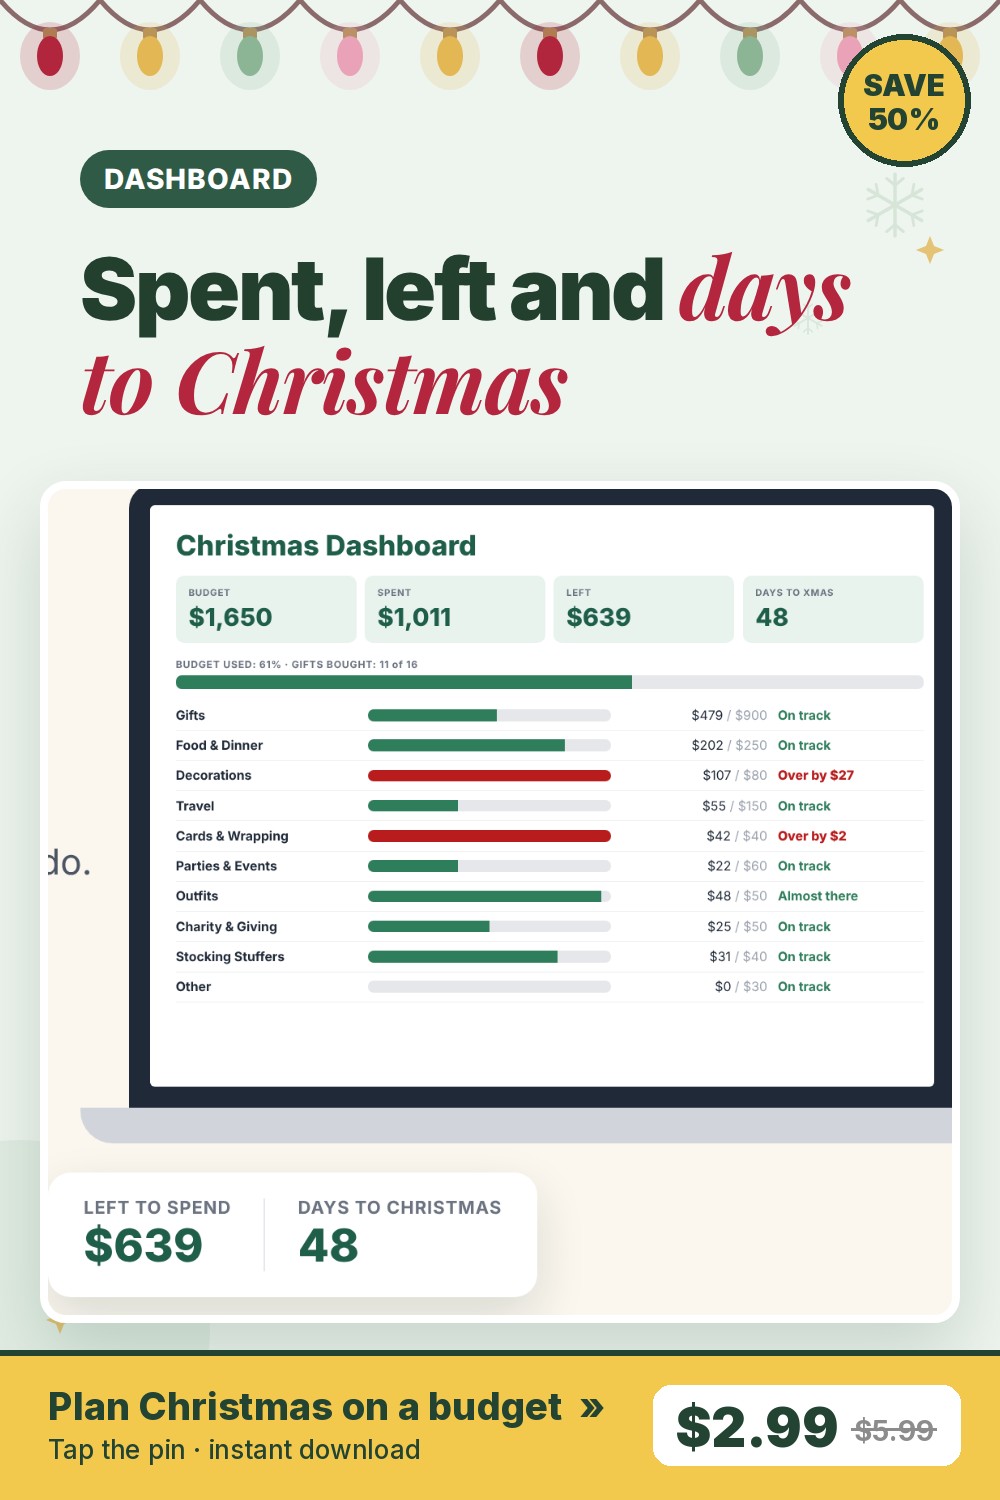 SAVE
50%
DASHBOARD
Spent, left and days
to Christmas
do.
Christmas Dashboard
BUDGET
$1,650
SPENT
$1,011
LEFT
$639
DAYS TO XMAS
48
BUDGET USED: 61% · GIFTS BOUGHT: 11 of 16
Gifts $479 / $900 On track
Food & Dinner $202 / $250 On track
Decorations $107 / $80 Over by $27
Travel $55 / $150 On track
Cards & Wrapping $42 / $40 Over by $2
Parties & Events $22 / $60 On track
Outfits $48 / $50 Almost there
Charity & Giving $25 / $50 On track
Stocking Stuffers $31 / $40 On track
Other $0 / $30 On track
LEFT TO SPEND
$639
DAYS TO CHRISTMAS
48
Plan Christmas on a budget »
Tap the pin · instant download
$2.99 $5.99